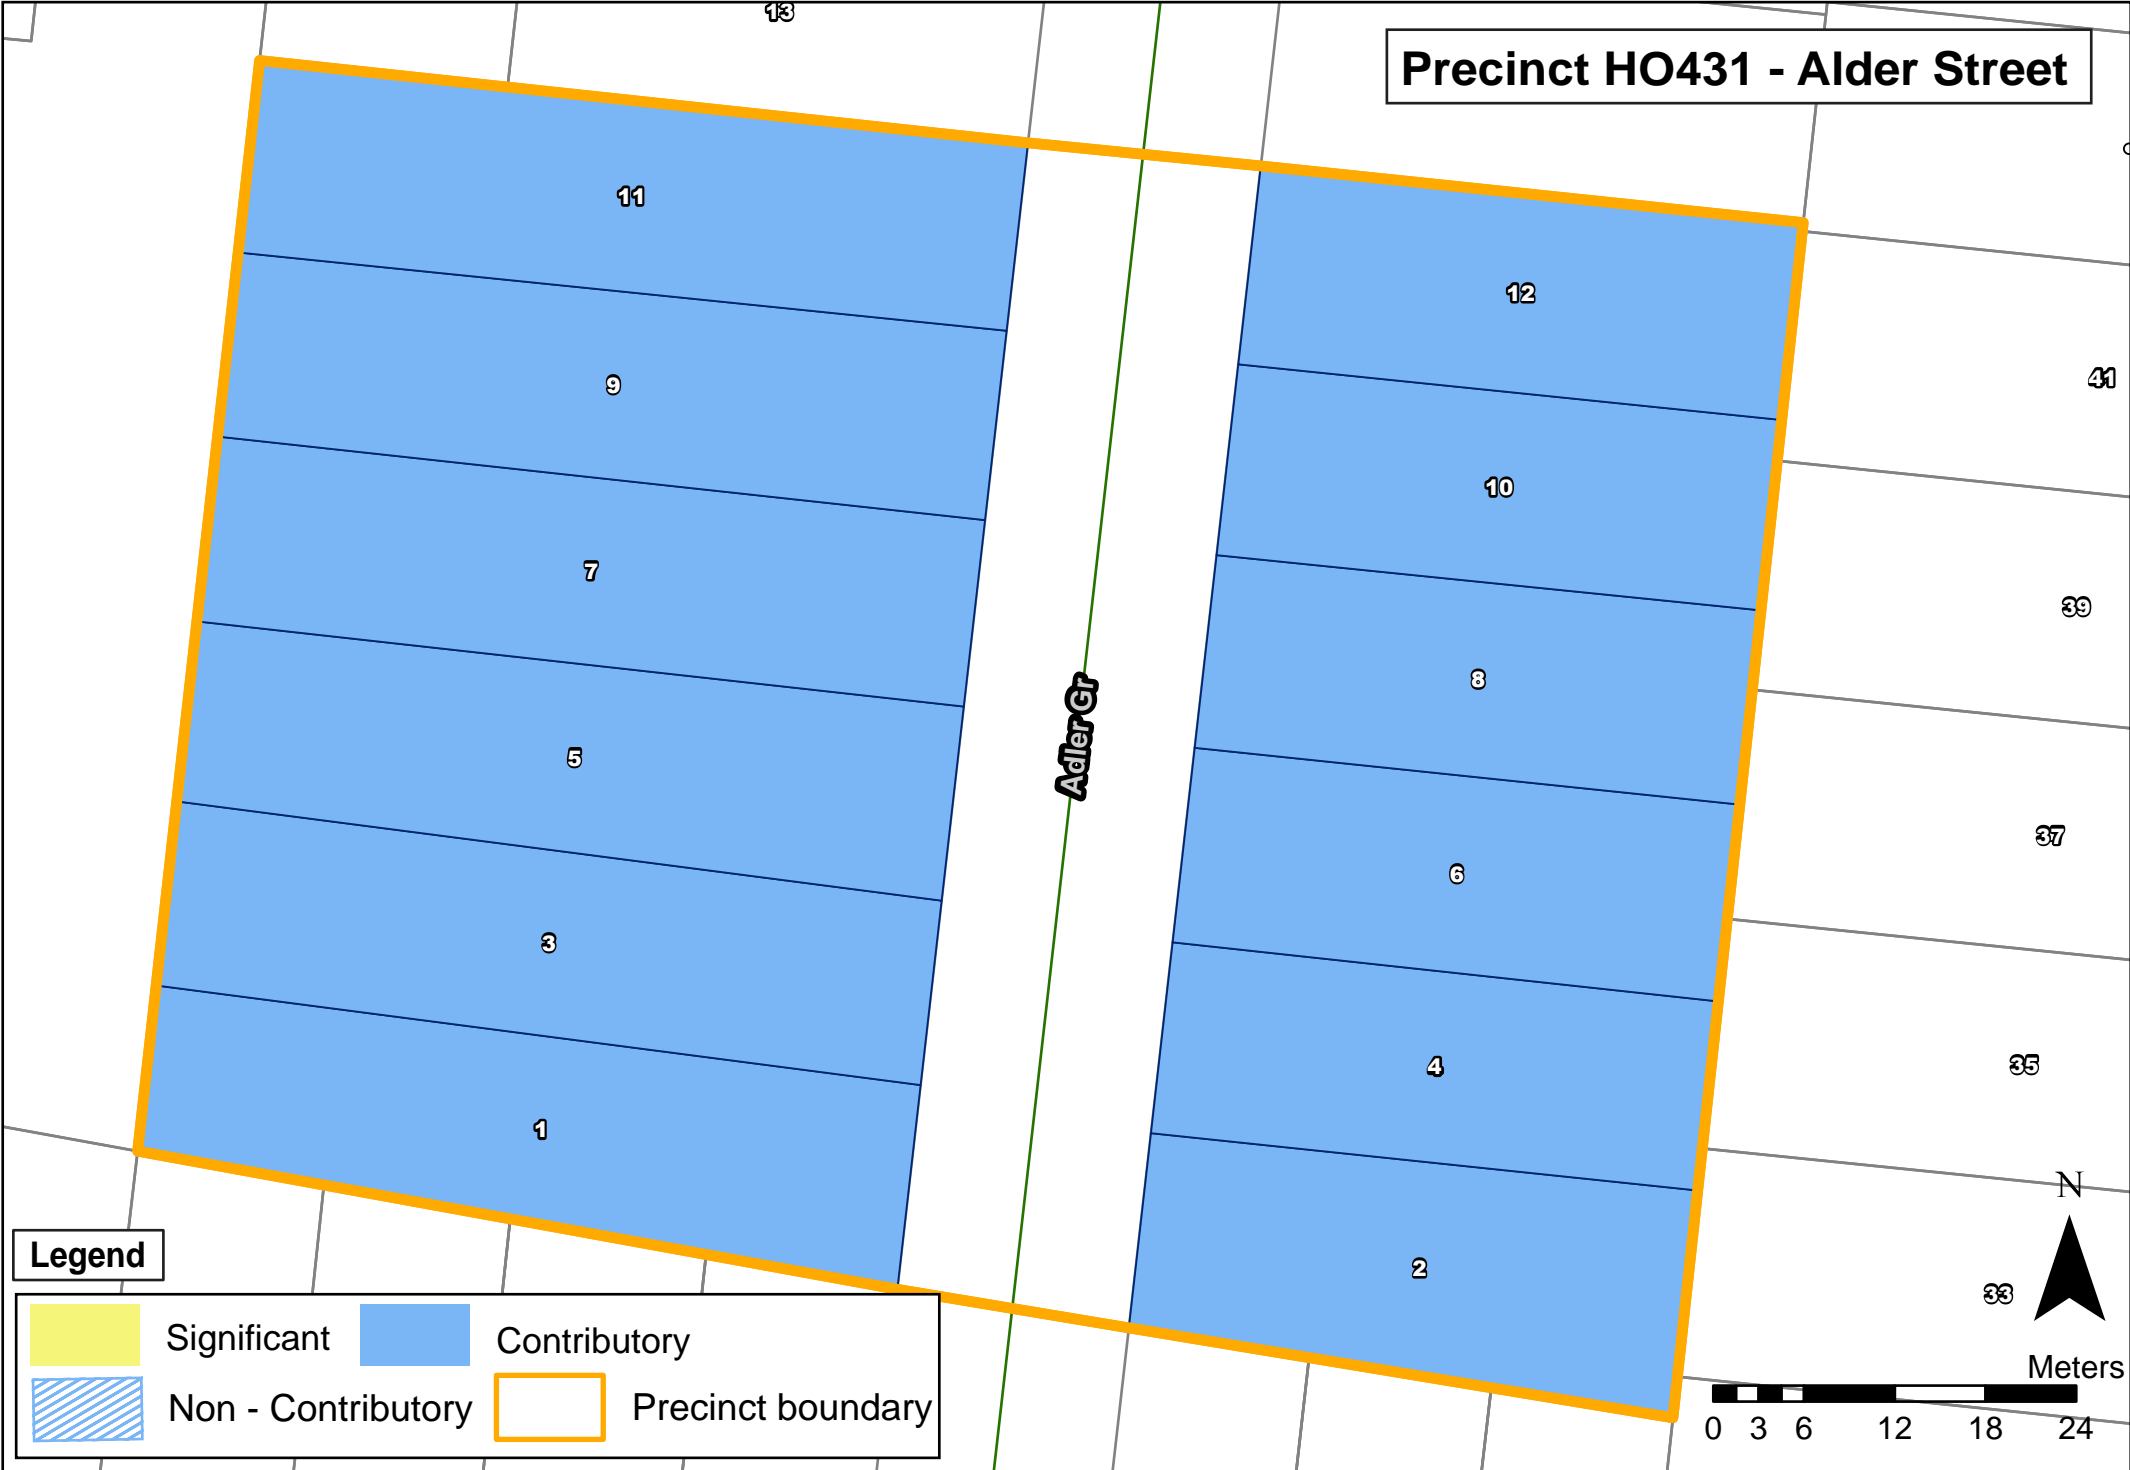 13
Precinct HO431 - Alder Street
11
12
9
41
10
7
39
8
5
Adler Gr
37
6
3
4
35
1
N
2
33
Legend
Significant
Contributory
Non - Contributory
Precinct boundary
Meters
0 3 6 12 18 24